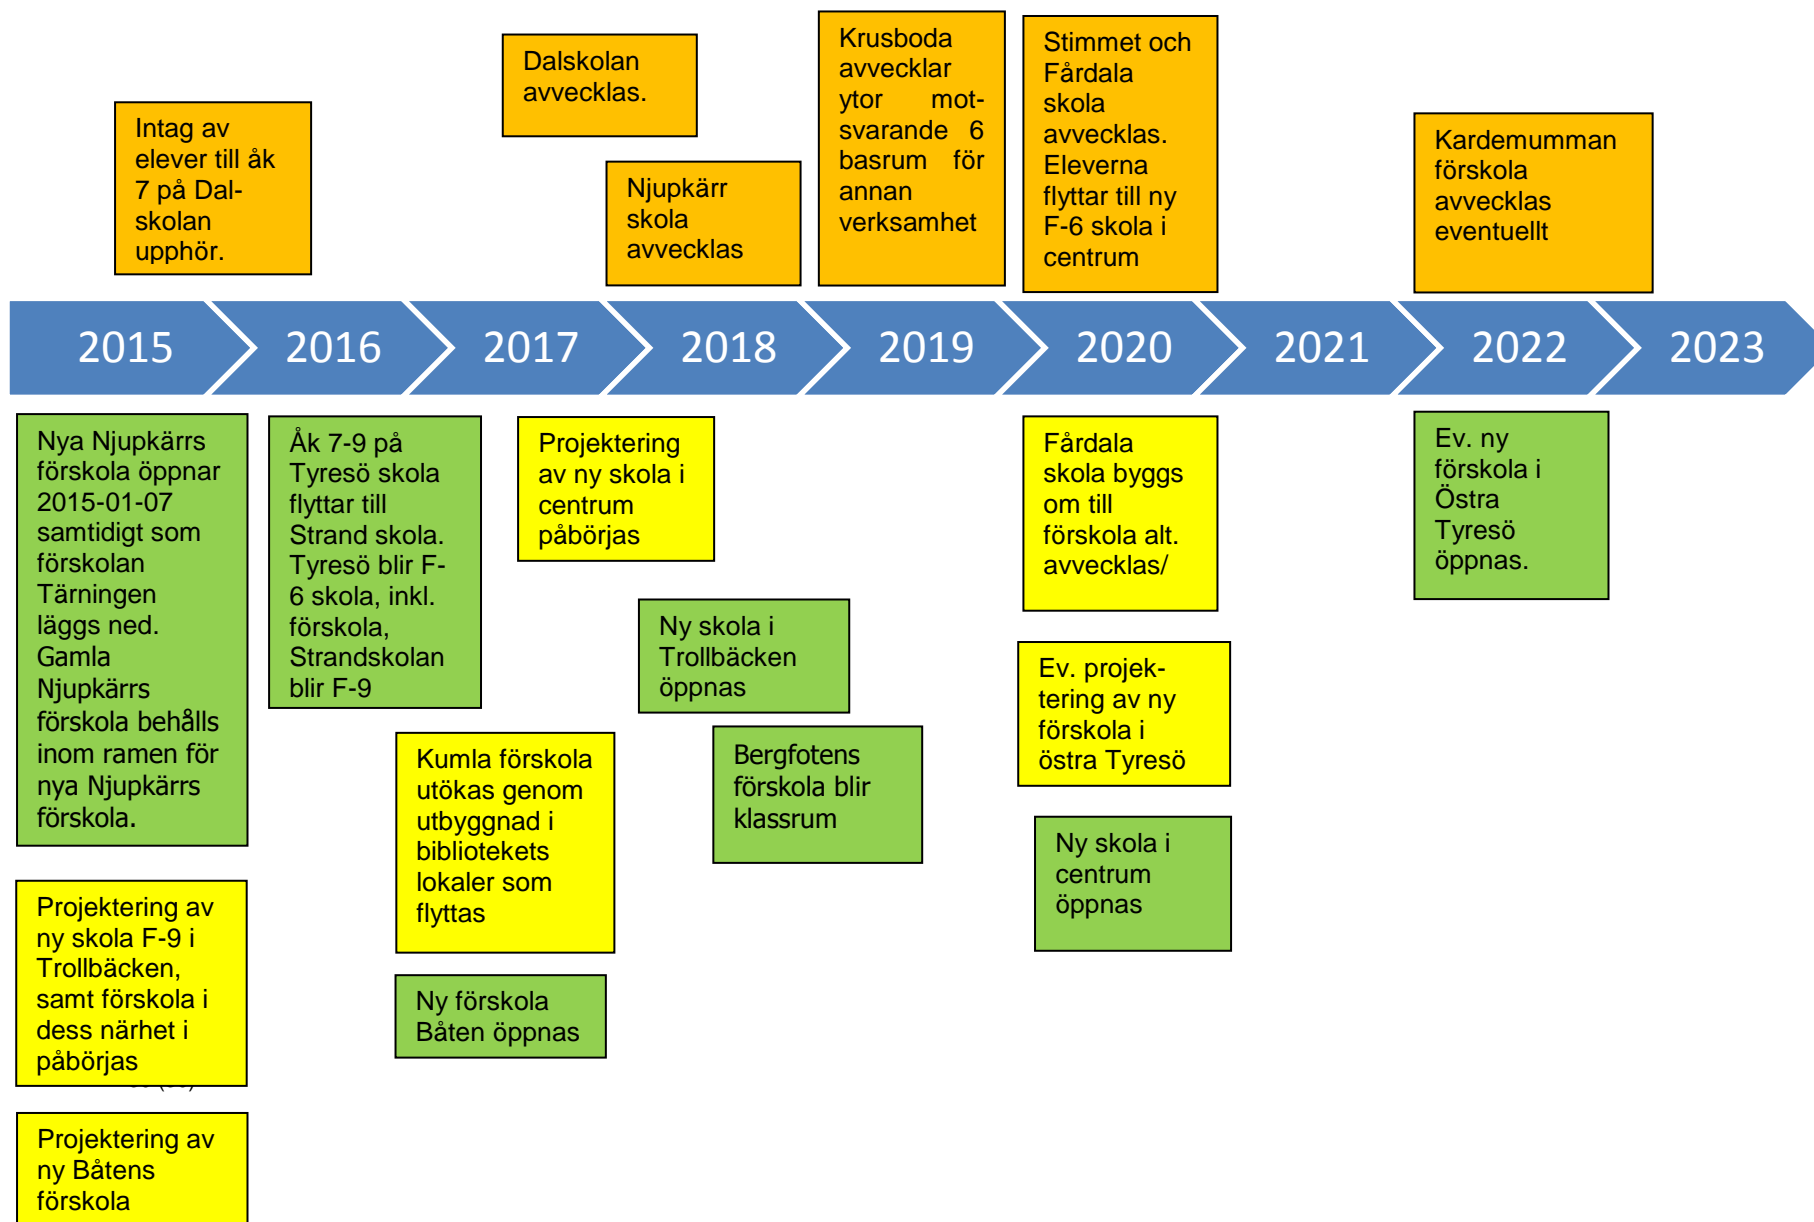 Intag av
elever till åk
7 på Dal-
skolan
upphör.
Dalskolan
avvecklas.
Njupkärr
skola
avvecklas
Krusboda
avvecklar
ytor mot-
svarande 6
basrum för
annan
verksamhet
Stimmet och
Fårdala
skola
avvecklas.
Eleverna
flyttar till ny
F-6 skola i
centrum
Kardemumman
förskola
avvecklas
eventuellt
2015 2016 2017 2018 2019 2020 2021 2022 2023
Nya Njupkärrs
förskola öppnar
2015-01-07
samtidigt som
förskolan
Tärningen
läggs ned.
Gamla
Njupkärrs
förskola behålls
inom ramen för
nya Njupkärrs
förskola.
Projektering av
ny skola F-9 i
Trollbäcken,
samt förskola i
dess närhet i
påbörjas
Projektering av
ny Båtens
förskola
Åk 7-9 på
Tyresö skola
flyttar till
Strand skola.
Tyresö blir F-
6 skola, inkl.
förskola,
Strandskolan
blir F-9
Kumla förskola
utökas genom
utbyggnad i
bibliotekets
lokaler som
flyttas
Ny förskola
Båten öppnas
Projektering
av ny skola i
centrum
påbörjas
Ny skola i
Trollbäcken
öppnas
Bergfotens
förskola blir
klassrum
Fårdala
skola byggs
om till
förskola alt.
avvecklas/
Ev. projek-
tering av ny
förskola i
östra Tyresö
Ny skola i
centrum
öppnas
Ev. ny
förskola i
Östra
Tyresö
öppnas.